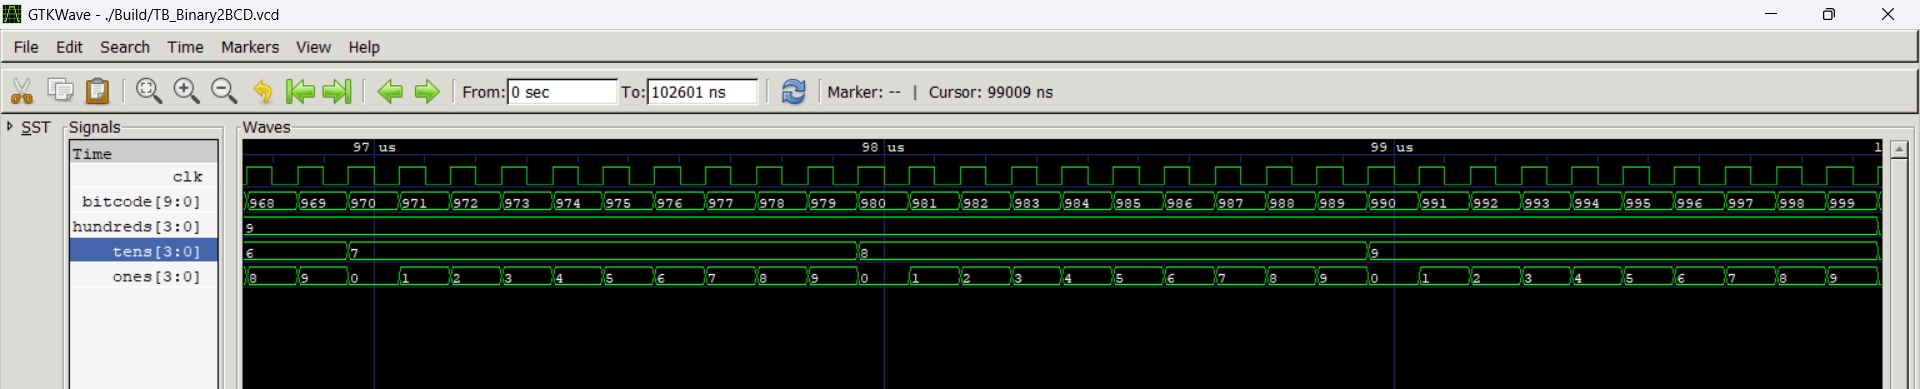 GTKWave - ./Build/TB_Binary2BCD.vcd
File Edit Search Time Markers View Help
From: 0 sec To: 102601 ns Marker: -- | Cursor: 99009 ns
SST Signals Waves
Time 97 us 98 us 99 us 1
clk
bitcode[9:0] 968 969 970 971 972 973 974 975 976 977 978 979 980 981 982 983 984 985 986 987 988 989 990 991 992 993 994 995 996 997 998 999
hundreds[3:0] 9
tens[3:0] 6 7 8 9
ones[3:0] 8 9 0 1 2 3 4 5 6 7 8 9 0 1 2 3 4 5 6 7 8 9 0 1 2 3 4 5 6 7 8 9